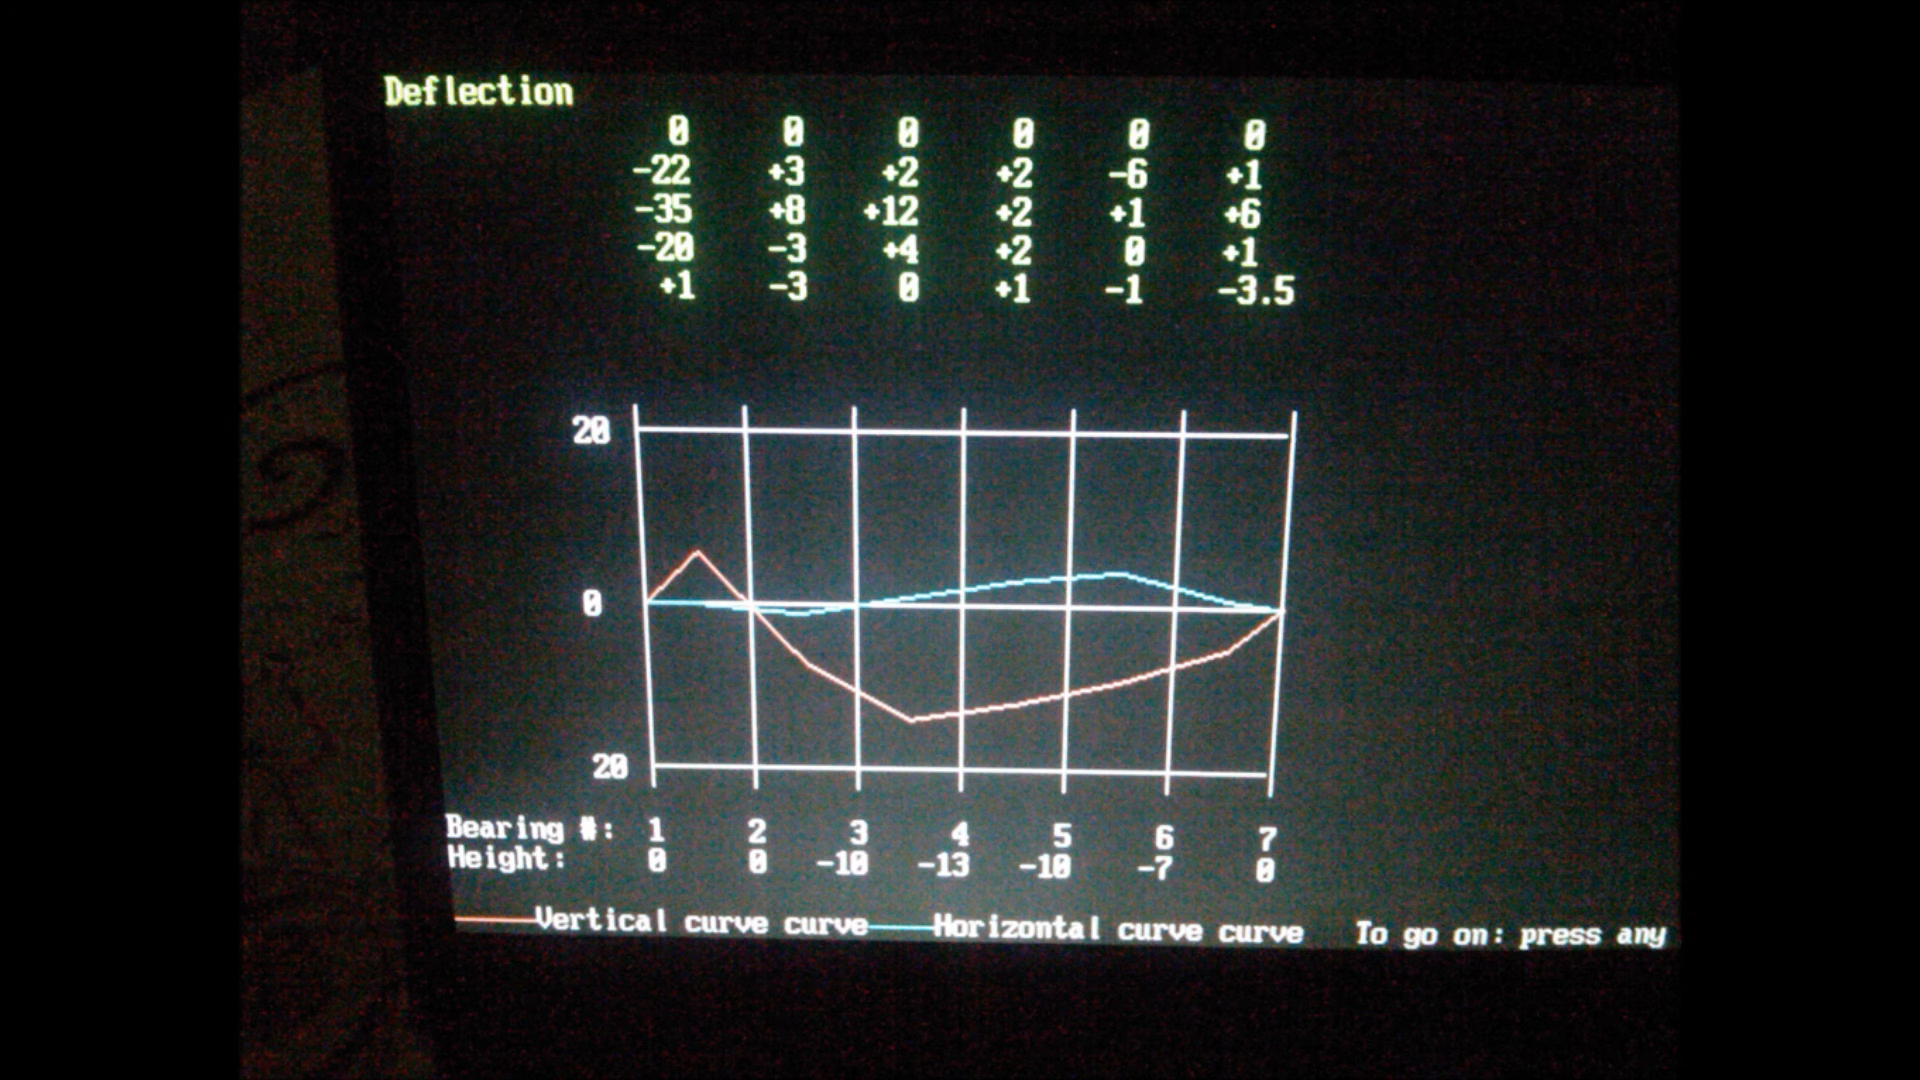 Deflection
0 0 0 0 0 0
-22 +3 +2 +2 -6 +1
-35 +8 +12 +2 +1 +6
-20 -3 +4 +2 0 +1
+1 -3 0 +1 -1 -3.5
20
0
20
Bearing #: 1 2 3 4 5 6 7
Height: 0 0 -10 -13 -10 -7 0
Vertical curve curve Horizontal curve curve To go on: press any